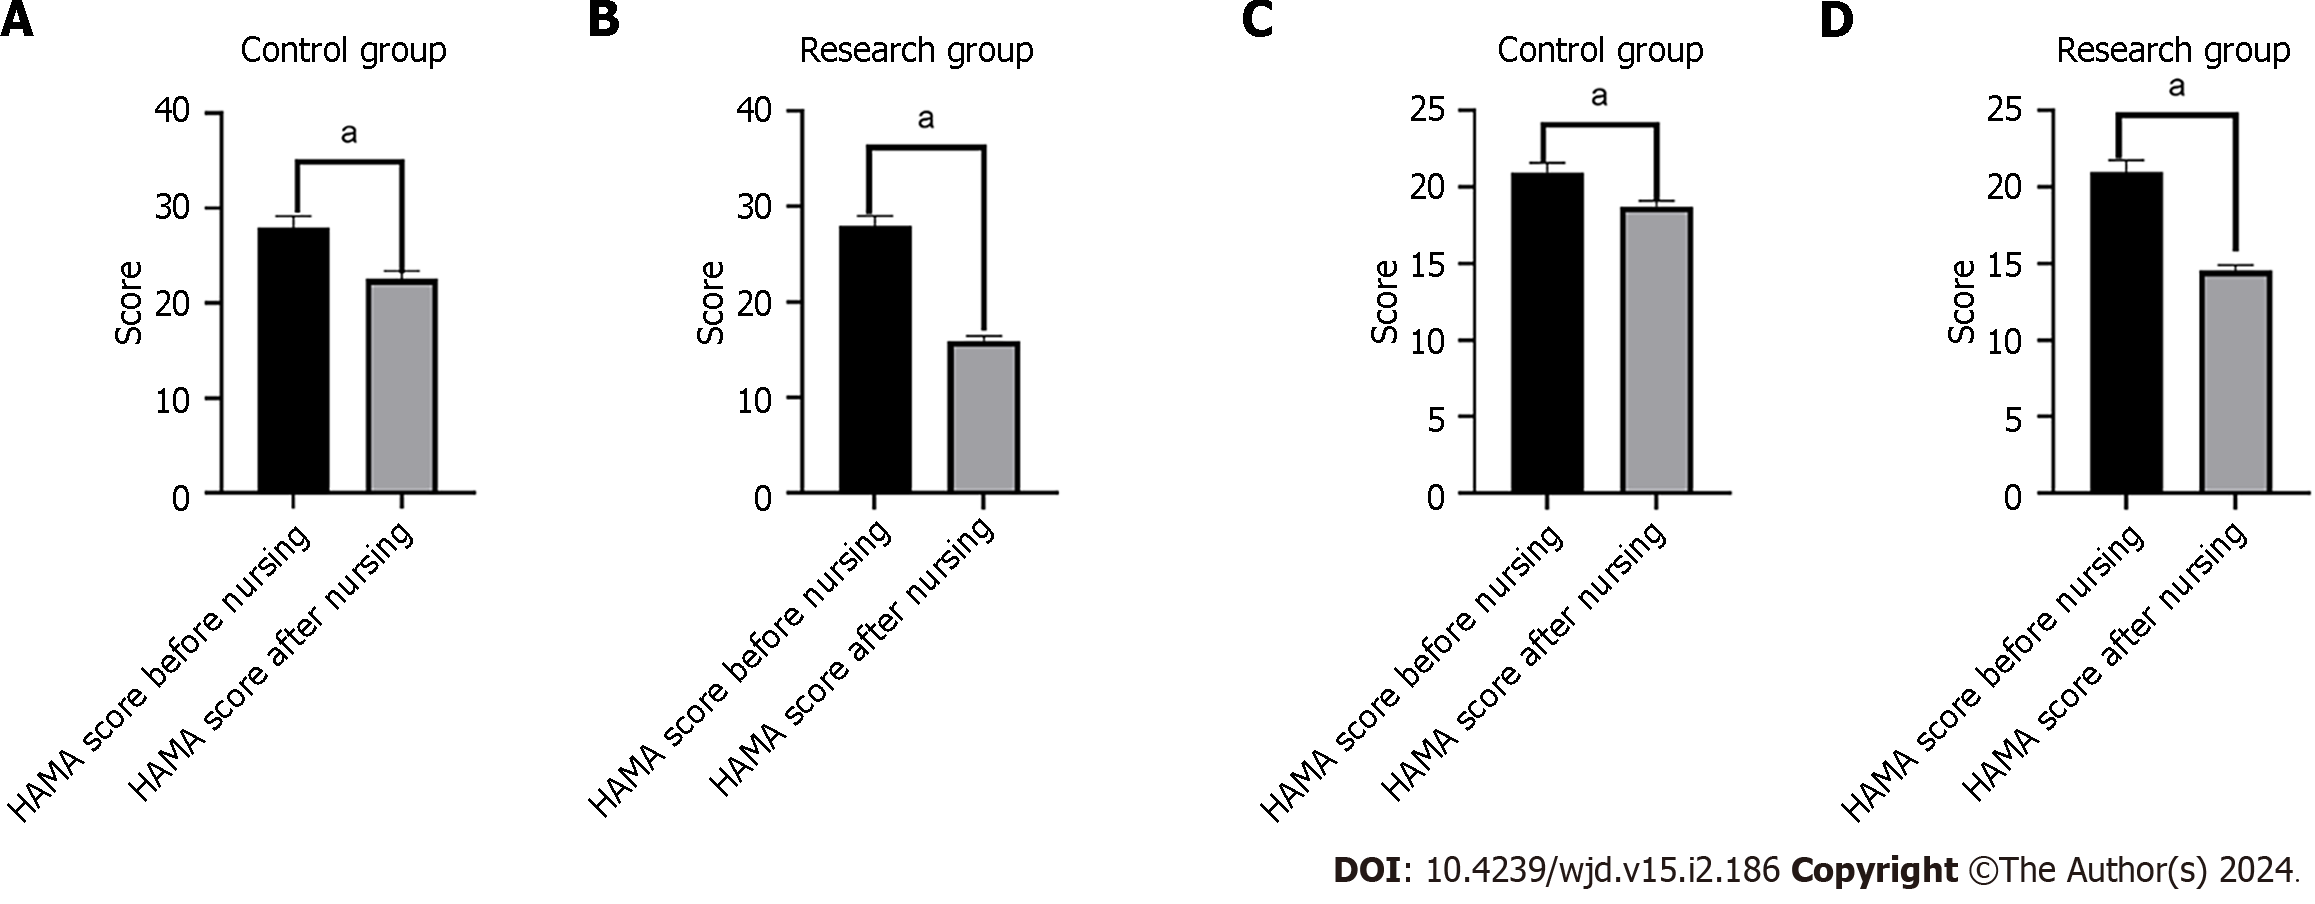 A
Control group
40
30
20
10
0
Score
a
HAMA score before nursing
HAMA score after nursing
B
Research group
40
30
20
10
0
Score
a
HAMA score before nursing
HAMA score after nursing
C
Control group
25
20
15
10
5
0
Score
a
HAMA score before nursing
HAMA score after nursing
D
Research group
25
20
15
10
5
0
Score
a
HAMA score before nursing
HAMA score after nursing
DOI: 10.4239/wjd.v15.i2.186 Copyright ©The Author(s) 2024.